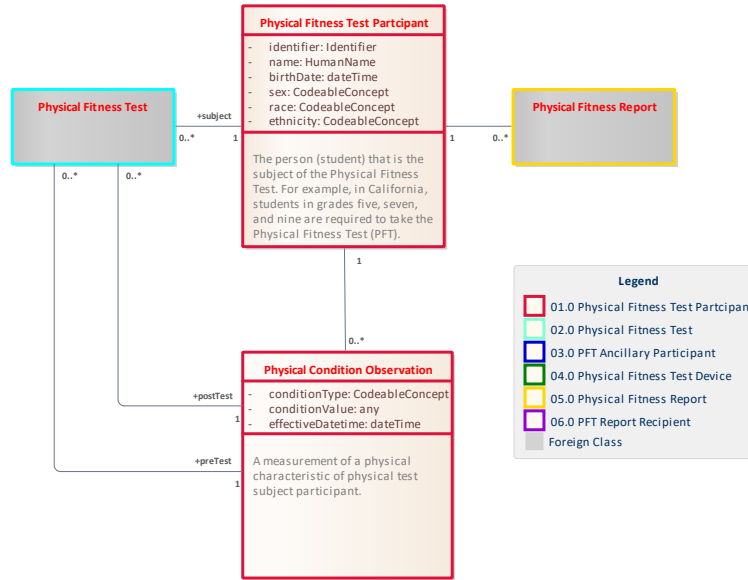 Physical Fitness Test Partcipant
- identifier: Identifier
- name: HumanName
- birthDate: dateTime
- sex: CodeableConcept
- race: CodeableConcept
- ethnicity: CodeableConcept
The person (student) that is the
subject of the Physical Fitness
Test. For example, in California,
students in grades five, seven,
and nine are required to take the
Physical Fitness Test (PFT).
Physical Fitness Test
+subject
0..*
1
Physical Fitness Report
1
0..*
0..*
0..*
1
0..*
Physical Condition Observation
- conditionType: CodeableConcept
- conditionValue: any
- effectiveDatetime: dateTime
A measurement of a physical
characteristic of physical test
subject participant.
+postTest
1
+preTest
1
Legend
01.0 Physical Fitness Test Partcipan
02.0 Physical Fitness Test
03.0 PFT Ancillary Participant
04.0 Physical Fitness Test Device
05.0 Physical Fitness Report
06.0 PFT Report Recipient
Foreign Class